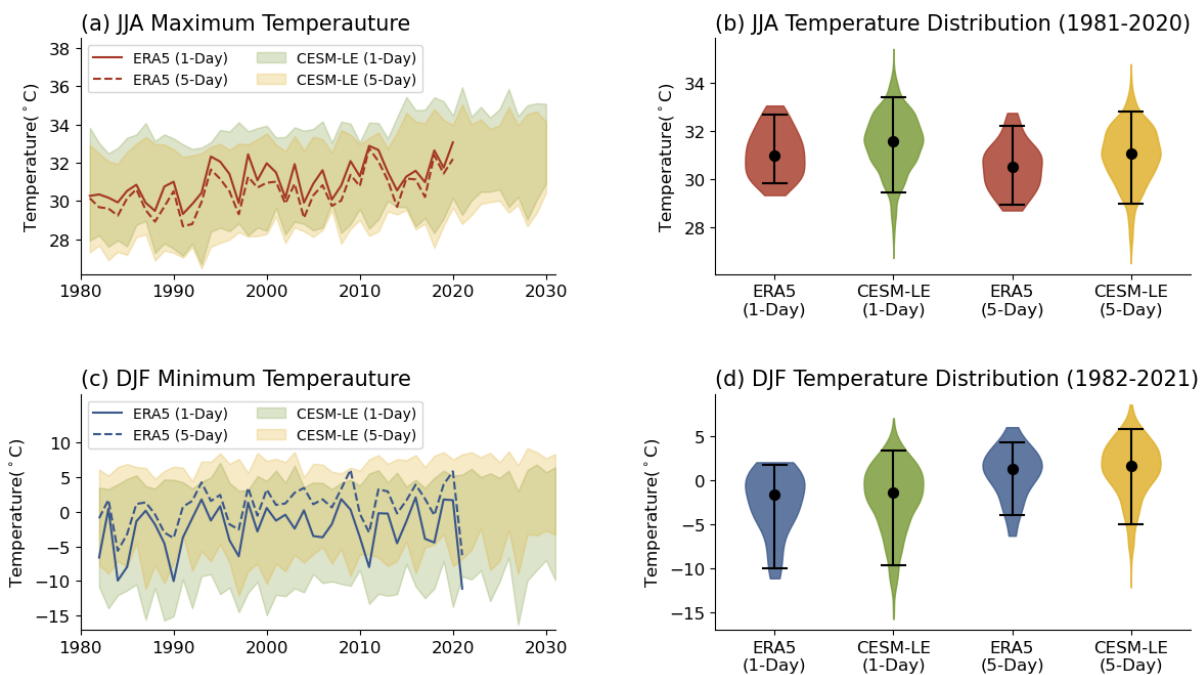 (a) JJA Maximum Temperauture
ERA5 (1-Day)
ERA5 (5-Day)
CESM-LE (1-Day)
CESM-LE (5-Day)
Temperature(°C)
38
36
34
32
30
28
1980
1990
2000
2010
2020
2030
(b) JJA Temperature Distribution (1981-2020)
Temperature(°C)
34
32
30
28
ERA5
(1-Day)
CESM-LE
(1-Day)
ERA5
(5-Day)
CESM-LE
(5-Day)
(c) DJF Minimum Temperauture
ERA5 (1-Day)
ERA5 (5-Day)
CESM-LE (1-Day)
CESM-LE (5-Day)
Temperature(°C)
10
5
0
−5
−10
−15
1980
1990
2000
2010
2020
2030
(d) DJF Temperature Distribution (1982-2021)
Temperature(°C)
5
0
−5
−10
−15
ERA5
(1-Day)
CESM-LE
(1-Day)
ERA5
(5-Day)
CESM-LE
(5-Day)